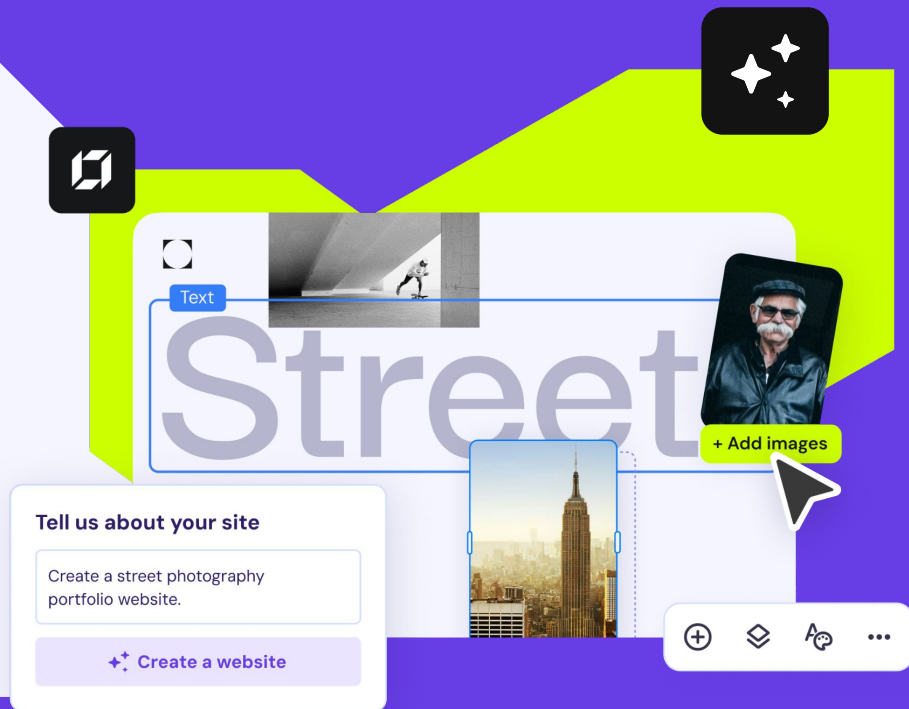 Text
Street
+ Add images
Tell us about your site
Create a street photography
portfolio website.
Create a website